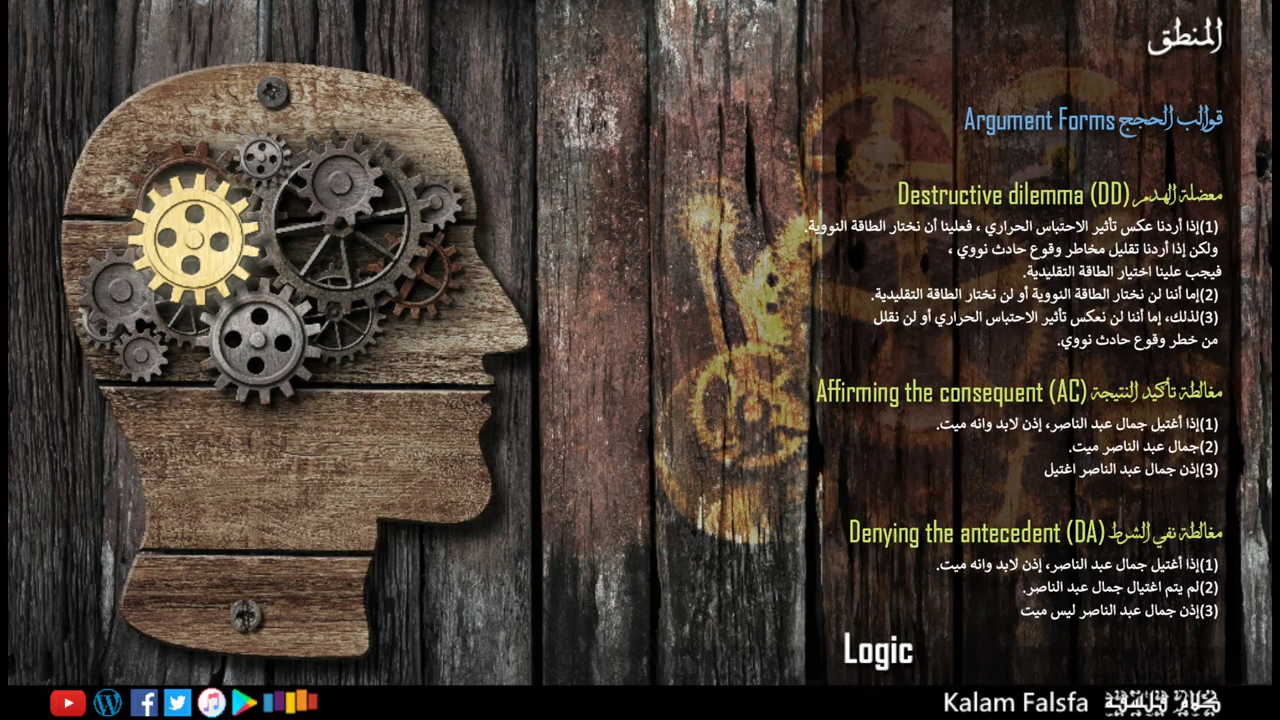 المنطق
قوالب الحجج Argument Forms
معضلة الهدم Destructive dilemma (DD)
(1)إذا أردنا عكس تأثير الاحتباس الحراري ، فعلينا أن نختار الطاقة النووية.
ولكن إذا أردنا تقليل مخاطر وقوع حادث نووي ،
فيجب علينا اختيار الطاقة التقليدية.
(2)إما أننا لن نختار الطاقة النووية أو لن نختار الطاقة التقليدية.
(3)لذلك، إما أننا لن نعكس تأثير الاحتباس الحراري أو لن نقلل
من خطر وقوع حادث نووي.
مغالطة تأكيد النتيجة Affirming the consequent (AC)
(1)إذا أغتيل جمال عبد الناصر، إذن لابد وانه ميت.
(2)جمال عبد الناصر ميت.
(3)إذن جمال عبد الناصر اغتيل
مغالطة نفي الشرط Denying the antecedent (DA)
(1)إذا أغتيل جمال عبد الناصر، إذن لابد وانه ميت.
(2)لم يتم اغتيال جمال عبد الناصر.
(3)إذن جمال عبد الناصر ليس ميت
Logic
Kalam Falsfa كلام فلسفة